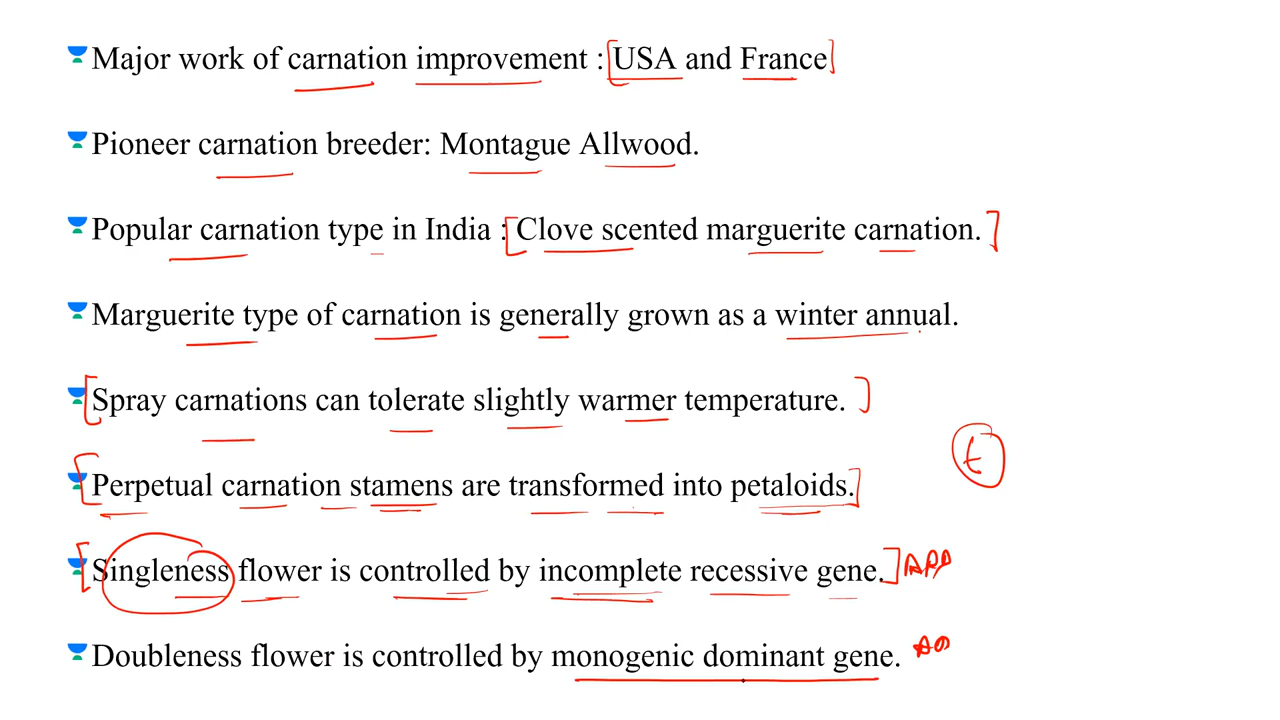 Major work of carnation improvement : USA and France
Pioneer carnation breeder: Montague Allwood.
Popular carnation type in India : Clove scented marguerite carnation.
Marguerite type of carnation is generally grown as a winter annual.
Spray carnations can tolerate slightly warmer temperature.
Perpetual carnation stamens are transformed into petaloids.
Singleness flower is controlled by incomplete recessive gene.
Doubleness flower is controlled by monogenic dominant gene.